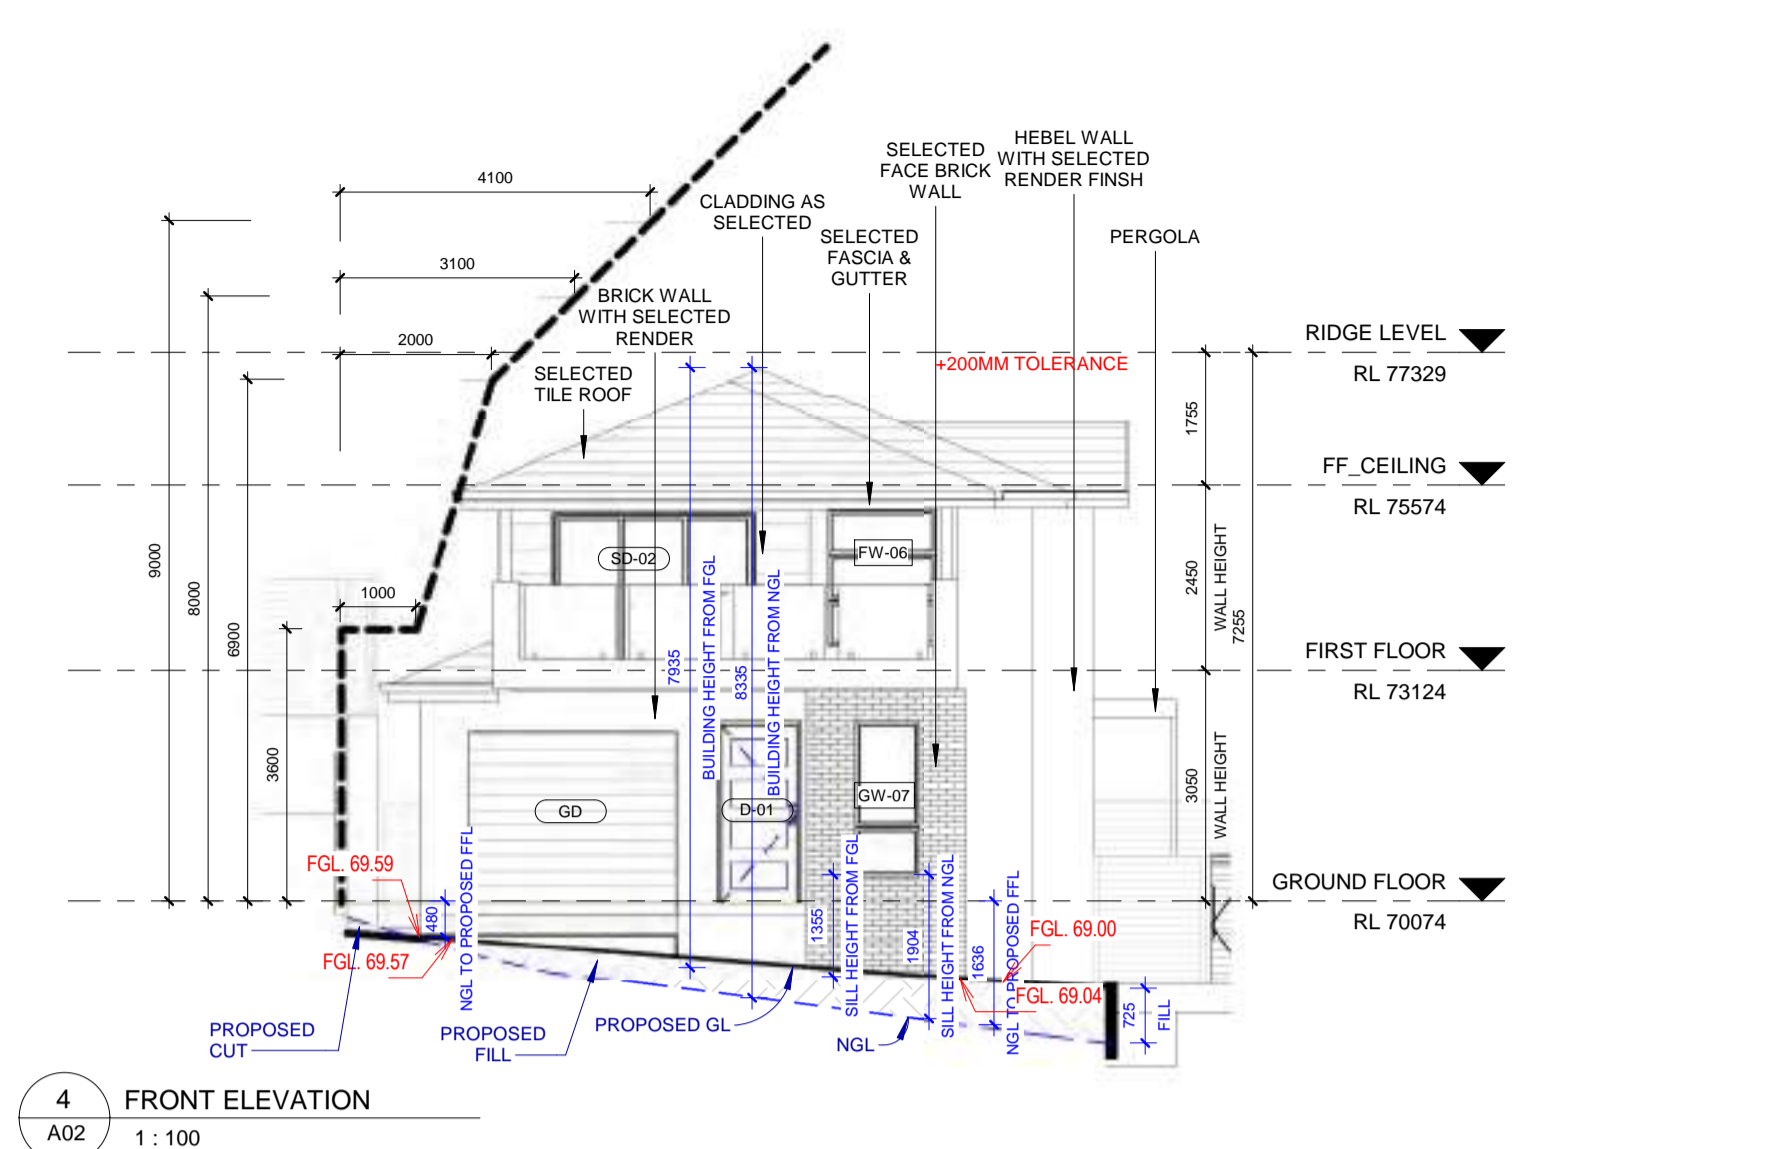 HEBEL WALL
WITH SELECTED
RENDER FINSH
SELECTED
FACE BRICK
WALL
4100
CLADDING AS
SELECTED
SELECTED
FASCIA &
GUTTER
PERGOLA
3100
BRICK WALL
WITH SELECTED
RENDER
2000
SELECTED
TILE ROOF
+200MM TOLERANCE
RIDGE LEVEL
RL 77329
1755
FF_CEILING
RL 75574
9000
8000
6900
3600
1000
SD-02
FW-06
2450
WALL HEIGHT
7255
FIRST FLOOR
RL 73124
7935
BUILDING HEIGHT FROM FGL
8335
BUILDING HEIGHT FROM NGL
GD
D-01
GW-07
3050
WALL HEIGHT
GROUND FLOOR
RL 70074
FGL. 69.59
480
NGL TO PROPOSED FFL
FGL. 69.57
1355
SILL HEIGHT FROM FGL
1904
SILL HEIGHT FROM NGL
1636
NGL TO PROPOSED FFL
FGL. 69.00
FGL. 69.04
725
FILL
PROPOSED
CUT
PROPOSED
FILL
PROPOSED GL
NGL
4
A02
FRONT ELEVATION
1 : 100